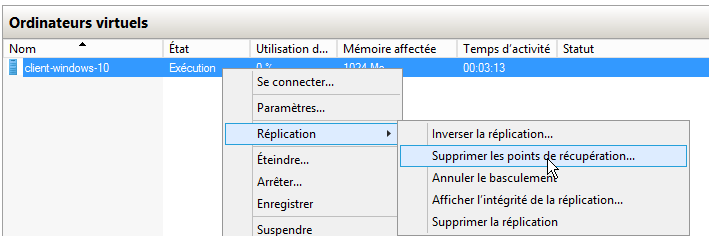 Ordinateurs virtuels
Nom État Utilisation d... Mémoire affectée Temps d'activité Statut
client-windows-10 Exécution 0 % 1024 Mo 00:03:13
Se connecter...
Paramètres...
Réplication
Inverser la réplication...
Supprimer les points de récupération...
Éteindre...
Annuler le basculement
Arrêter...
Afficher l'intégrité de la réplication...
Enregistrer
Supprimer la réplication
Suspendre